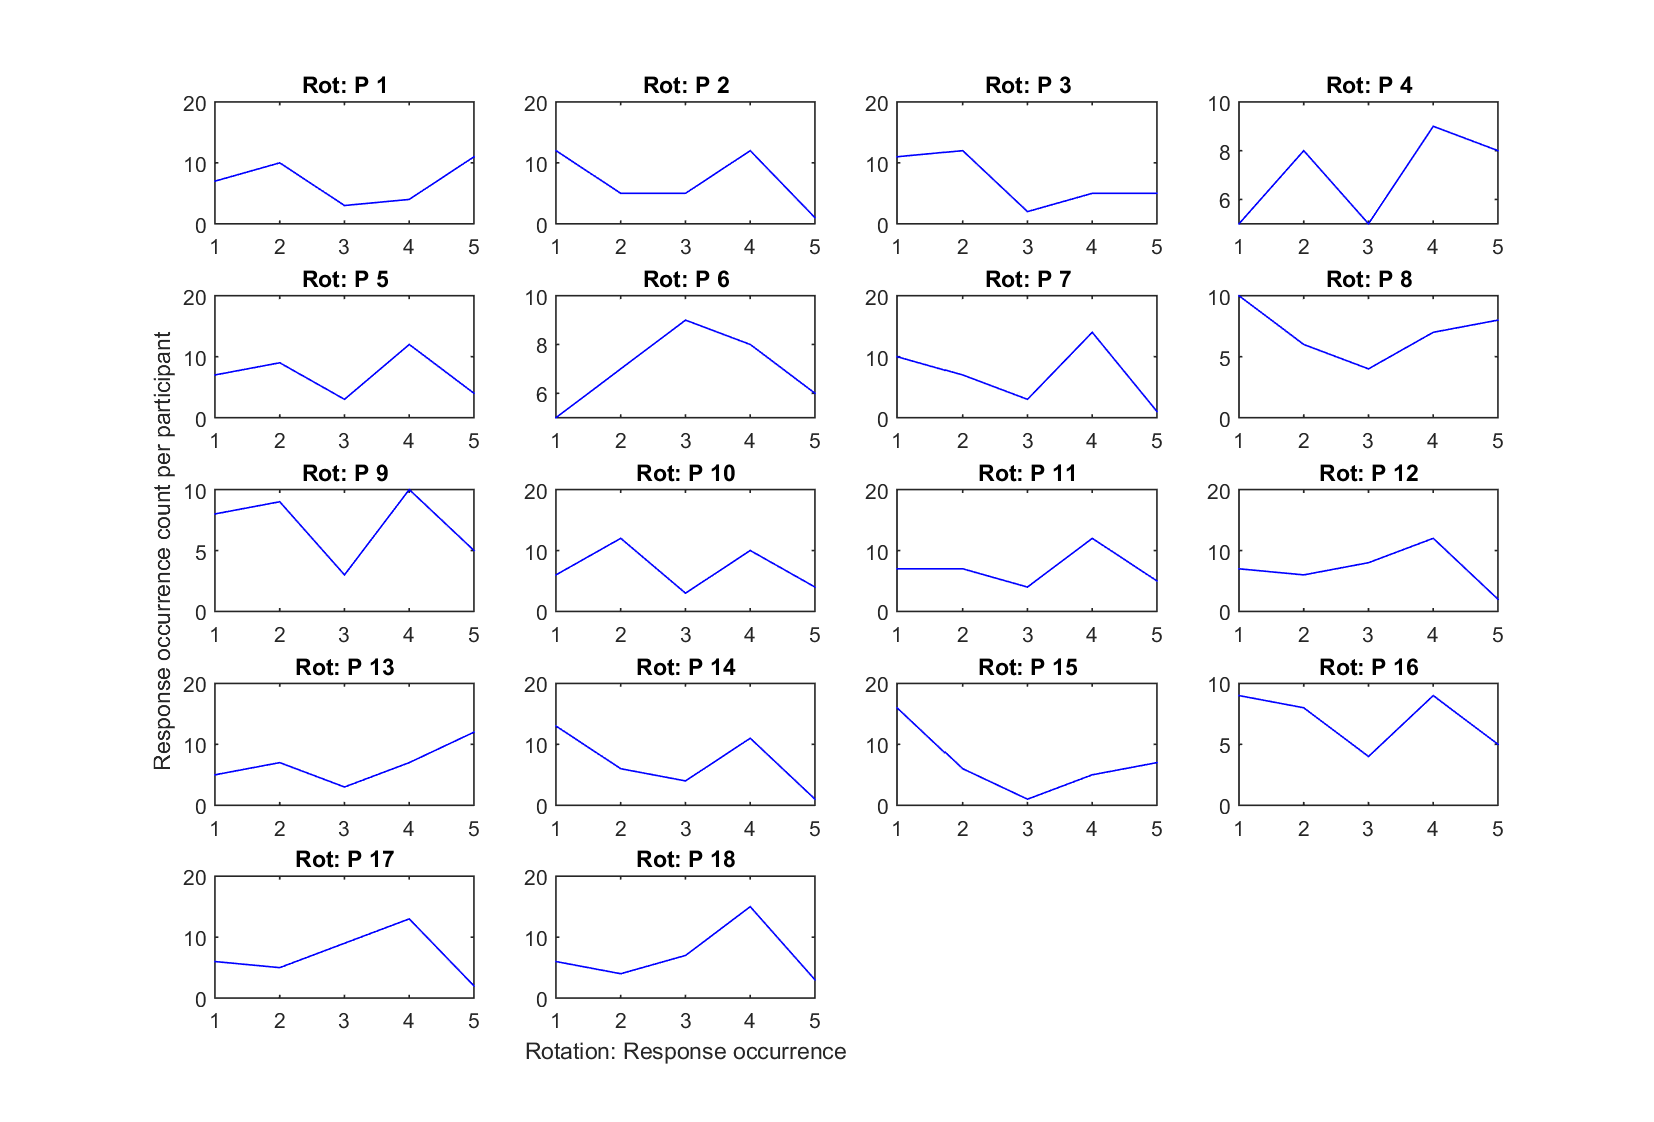 Rot: P 1
20
10
0
1 2 3 4 5
Rot: P 2
20
10
0
1 2 3 4 5
Rot: P 3
20
10
0
1 2 3 4 5
Rot: P 4
10
8
6
1 2 3 4 5
Rot: P 5
20
10
0
1 2 3 4 5
Rot: P 6
10
8
6
1 2 3 4 5
Rot: P 7
20
10
0
1 2 3 4 5
Rot: P 8
10
5
0
1 2 3 4 5
Response occurrence count per participant
Rot: P 9
10
5
0
1 2 3 4 5
Rot: P 10
20
10
0
1 2 3 4 5
Rot: P 11
20
10
0
1 2 3 4 5
Rot: P 12
20
10
0
1 2 3 4 5
Rot: P 13
20
10
0
1 2 3 4 5
Rot: P 14
20
10
0
1 2 3 4 5
Rot: P 15
20
10
0
1 2 3 4 5
Rot: P 16
10
5
0
1 2 3 4 5
Rot: P 17
20
10
0
1 2 3 4 5
Rot: P 18
20
10
0
1 2 3 4 5
Rotation: Response occurrence